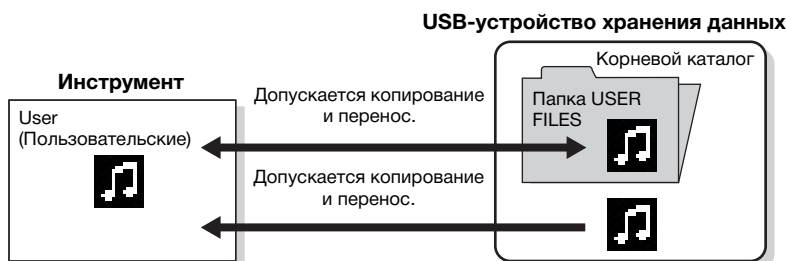 USB-устройство хранения данных
Корневой каталог
Инструмент
Допускается копирование
и перенос.
Папка USER
FILES
User
(Пользовательские)
Допускается копирование
и перенос.